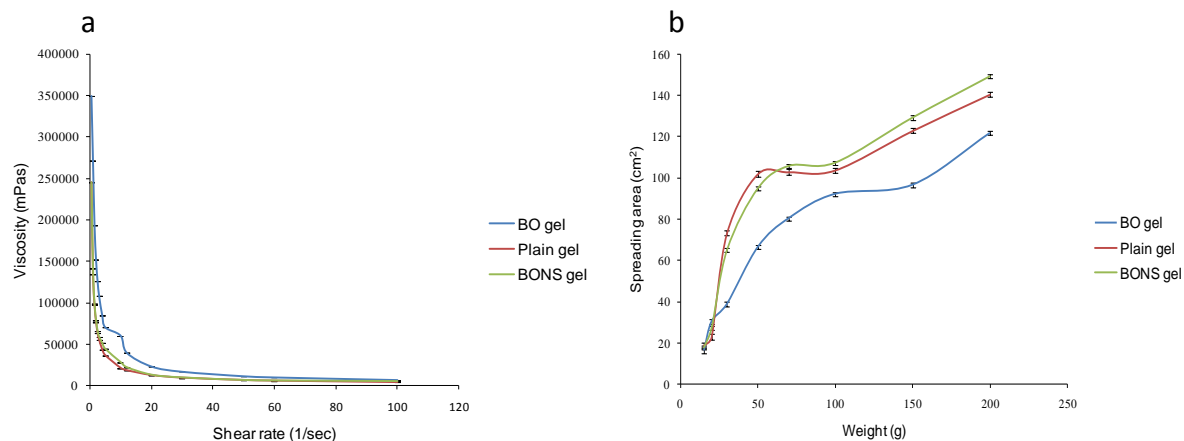 a
400000
350000
300000
250000
200000
150000
100000
50000
0
Viscosity (mPas)
0 20 40 60 80 100 120
Shear rate (1/sec)
BO gel
Plain gel
BONS gel
b
160
140
120
100
80
60
40
20
0
Spreading area (cm²)
0 50 100 150 200 250
Weight (g)
BO gel
Plain gel
BONS gel